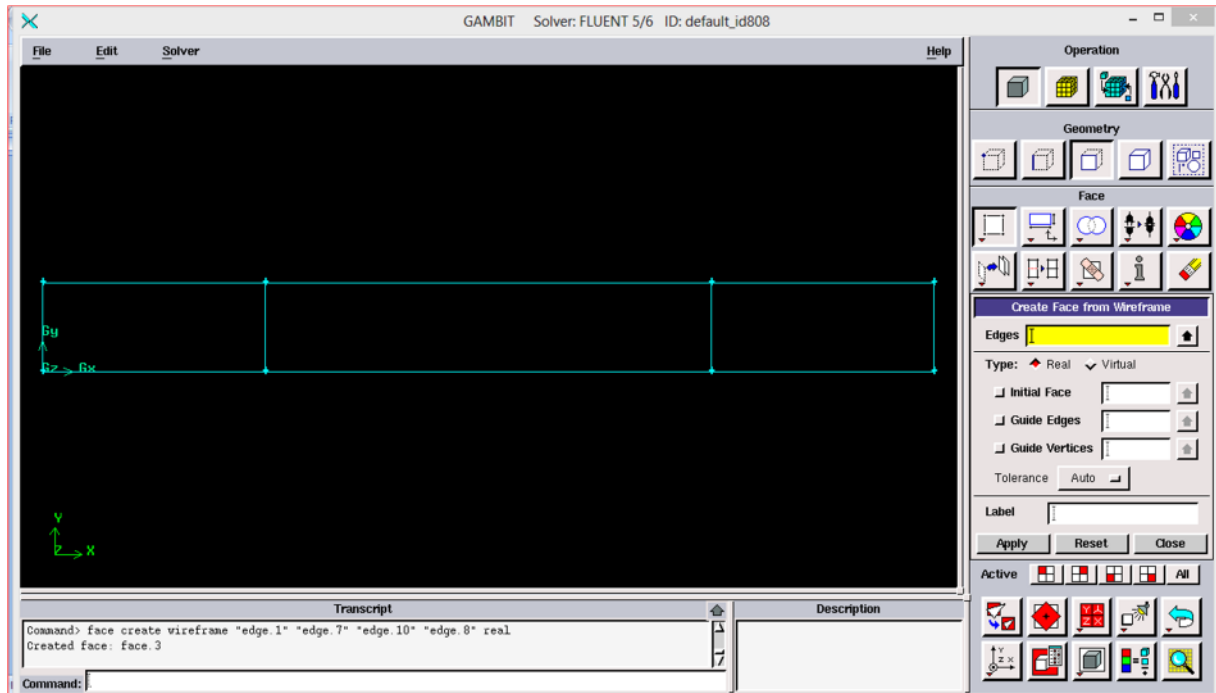 GAMBIT Solver: FLUENT 5/6 ID: default_id808
File Edit Solver Help
Gy
Gz Gx
Y
Z X
Operation
Geometry
Face
Create Face from Wireframe
Edges
Type: Real Virtual
Initial Face
Guide Edges
Guide Vertices
Tolerance Auto
Label
Apply Reset Close
Active All
Transcript
Command> face create wireframe "edge.1" "edge.7" "edge.10" "edge.8" real
Created face: face.3
Command:
Description